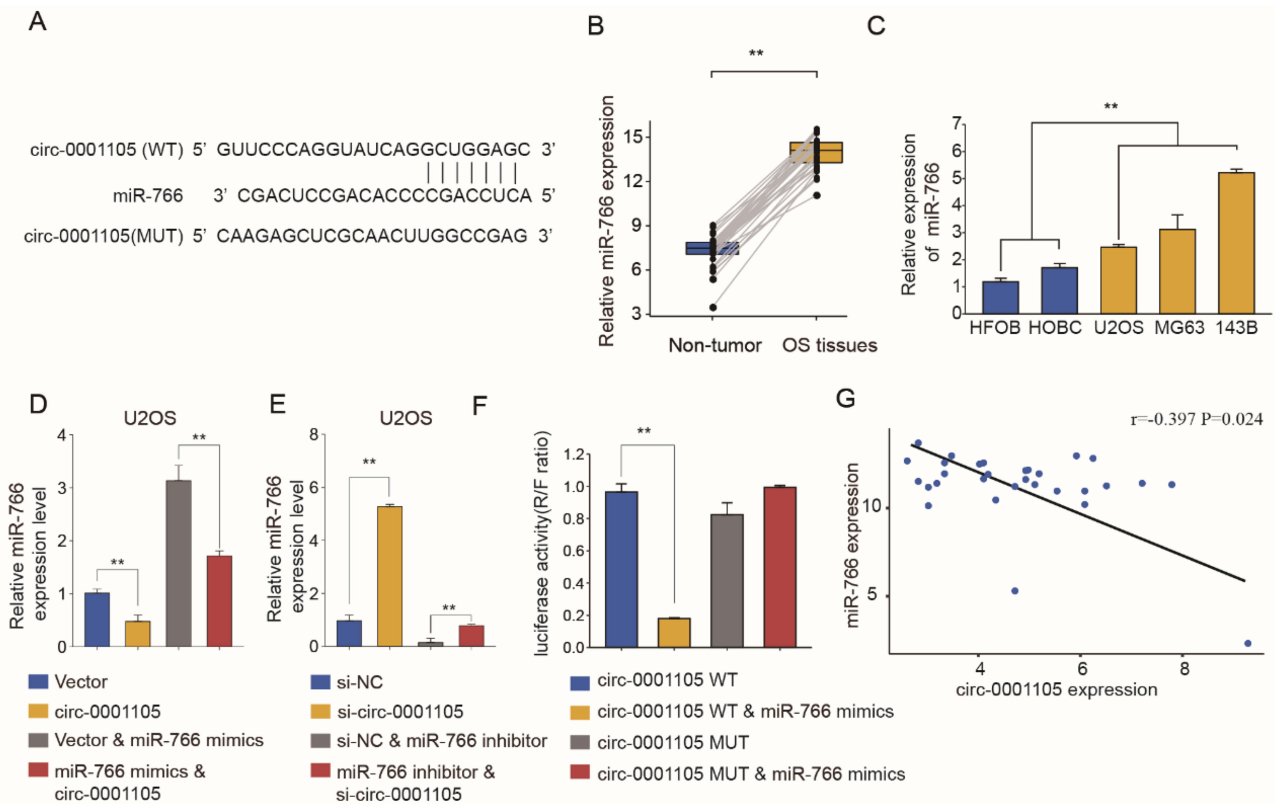 A
circ-0001105 (WT) 5' GUUCCCAGGUAUCAGGCUGGAGC 3'
miR-766 3' CGACUCCGACACCCCGACCUCA 5'
circ-0001105(MUT) 5' CAAGAGCUCGCAACUUGGCCGAG 3'
B
**
Relative miR-766 expression
15
12
9
6
3
Non-tumor OS tissues
C
**
Relative expression
of miR-766
7
6
5
4
3
2
1
0
HFOB HOBC U2OS MG63 143B
D
U2OS
Relative miR-766
expression level
4
3
2
1
0
** **
Vector
circ-0001105
Vector & miR-766 mimics
miR-766 mimics &
circ-0001105
E
U2OS
Relative miR-766
expression level
8
6
4
2
0
** **
si-NC
si-circ-0001105
si-NC & miR-766 inhibitor
miR-766 inhibitor &
si-circ-0001105
F
luciferase activity(R/F ratio)
1.2
1.0
0.8
0.6
0.4
0.2
0.0
**
circ-0001105 WT
circ-0001105 WT & miR-766 mimics
circ-0001105 MUT
circ-0001105 MUT & miR-766 mimics
G
r=-0.397 P=0.024
miR-766 expression
10
5
4 6 8
circ-0001105 expression